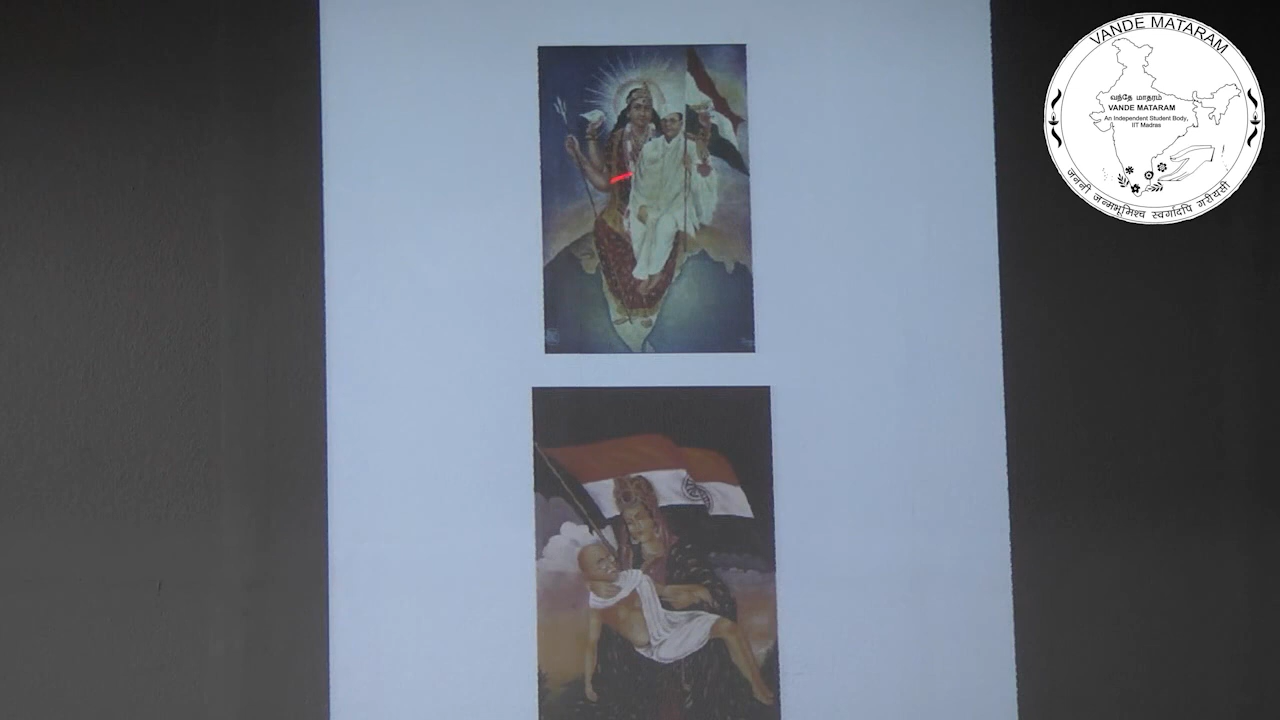 VANDE MATARAM
வந்தே மாதரம்
VANDE MATARAM
An Independent Student Body,
IIT Madras
जननी जन्मभूमिश्च स्वर्गादपि गरीयसी